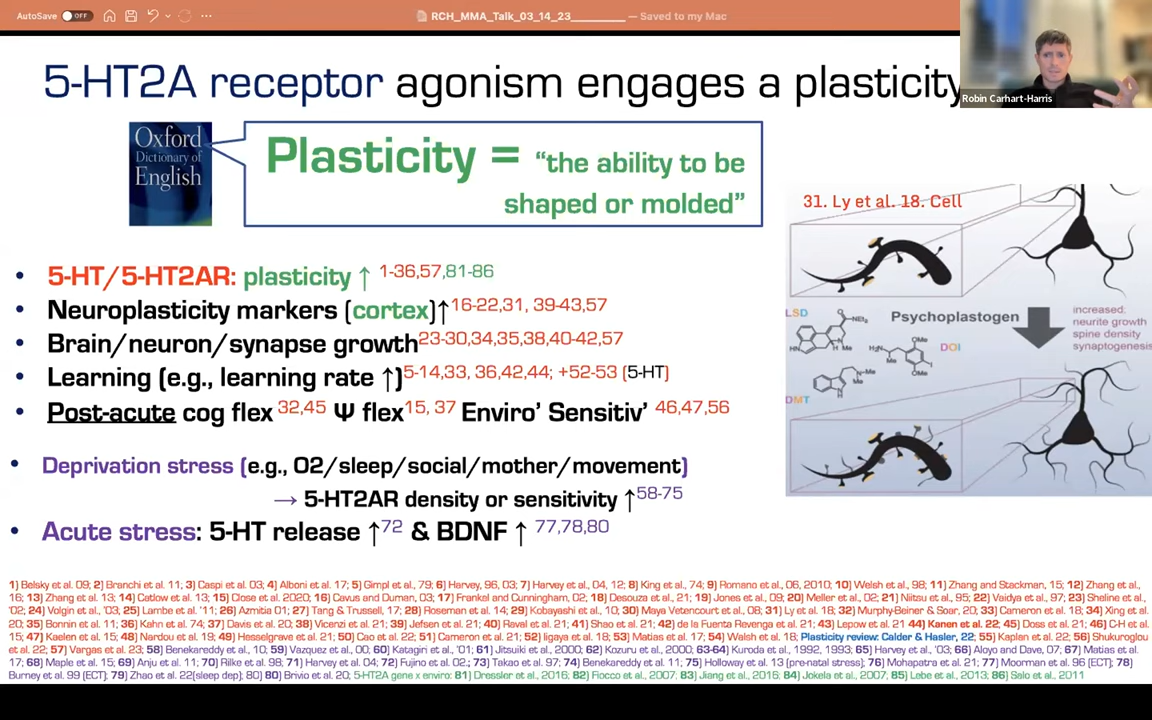 AutoSave OFF
RCH_MMA_Talk_03_14_23________ — Saved to my Mac
Robin Carhart-Harris
5-HT2A receptor agonism engages a plasticity
Oxford
Dictionary of
English
Plasticity = “the ability to be
shaped or molded”
31. Ly et al. 18. Cell
• 5-HT/5-HT2AR: plasticity ↑ 1-36,57,81-86
• Neuroplasticity markers (cortex)↑16-22,31, 39-43,57
• Brain/neuron/synapse growth23-30,34,35,38,40-42,57
• Learning (e.g., learning rate ↑)5-14,33, 36,42,44; +52-53 (5-HT)
• Post-acute cog flex 32,45 Ψ flex15, 37 Enviro’ Sensitiv’ 46,47,56
• Deprivation stress (e.g., O2/sleep/social/mother/movement)
→ 5-HT2AR density or sensitivity ↑58-75
• Acute stress: 5-HT release ↑72 & BDNF ↑ 77,78,80
LSD
Psychoplastogen
DOI
DMT
increased:
neurite growth
spine density
synaptogenesis
1) Belsky et al. 09; 2) Branchi et al. 11; 3) Caspi et al. 03; 4) Alboni et al. 17; 5) Gimpl et al., 79; 6) Harvey, 96, 03; 7) Harvey et al., 04, 12; 8) King et al., 74; 9) Romano et al., 06, 2010; 10) Welsh et al., 98; 11) Zhang and Stackman, 15; 12) Zhang et al.,
16; 13) Zhang et al. 13; 14) Catlow et al. 13; 15) Close et al. 2020; 16) Cavus and Duman, 03; 17) Frankel and Cunningham, 02, 18) Desouza et al., 21; 19) Jones et al., 09; 20) Meller et al., 02; 21) Niitsu et al., 95; 22) Vaidya et al., 97; 23) Sheline et al.,
'02; 24) Volgin et al., '03; 25) Lambe et al. '11; 26) Azmitia 01; 27) Tang & Trussell, 17; 28) Roseman et al. 14; 29) Kobayashi et al., 10; 30) Maya Vetencourt et al., 08; 31) Ly et al., 18; 32) Murphy-Beiner & Soar, 20; 33) Cameron et al. 18; 34) Xing et al.
20; 35) Bonnin et al. 11; 36) Kahn et al. 74; 37) Davis et al. 20; 38) Vicenzi et al. 21; 39) Jefsen et al. 21; 40) Raval et al. 21; 41) Shao et al. 21; 42) de la Fuenta Revenga et al. 21; 43) Lepow et al. 21; 44) Kanen et al. 22; 45) Doss et al. 21; 46) C-H et al.
15; 47) Kaelen et al. 15; 48) Nardou et al. 19; 49) Hesselgrave et al. 21; 50) Cao et al. 22; 51) Cameron et al. 21; 52) Iigaya et al. 18; 53) Matias et al. 17; 54) Walsh et al. 18; Plasticity review: Calder & Hasler, 22; 55) Kaplan et al. 22; 56) Shukuroglou
et al. 22; 57) Vargas et al. 23; 58) Benekareddy et al., 10; 59) Vazquez et al., 00, 60) Katagiri et al., '01; 61) Jitsuiki et al., 2000; 62) Kozuru et al., 2000, 63-64) Kuroda et al., 1992, 1993; 65) Harvey et al., '03; 66) Aloyo and Dave, 07; 67) Matias et al.
17; 68) Maple et al. 15; 69) Anju et al. 11; 70) Rilke et al. 98; 71) Harvey et al. 04; 72) Fujino et al. 02,; 73) Takao et al. 97; 74) Benekareddy et al. 11; 75) Holloway et al. 13 (pre-natal stress); 76) Mohapatra et al. 21; 77) Moorman et al. 96 (ECT); 78)
Burney et al. 99 (ECT); 79) Zhao et al. 22(sleep dep); 80) 80) Brivio et al. 20; 5-HT2A gene x enviro: 81) Dressler et al., 2016; 82) Fiocco et al., 2007; 83) Jiang et al., 2016; 84) Jokela et al., 2007; 85) Lebe et al., 2013; 86) Salo et al., 2011